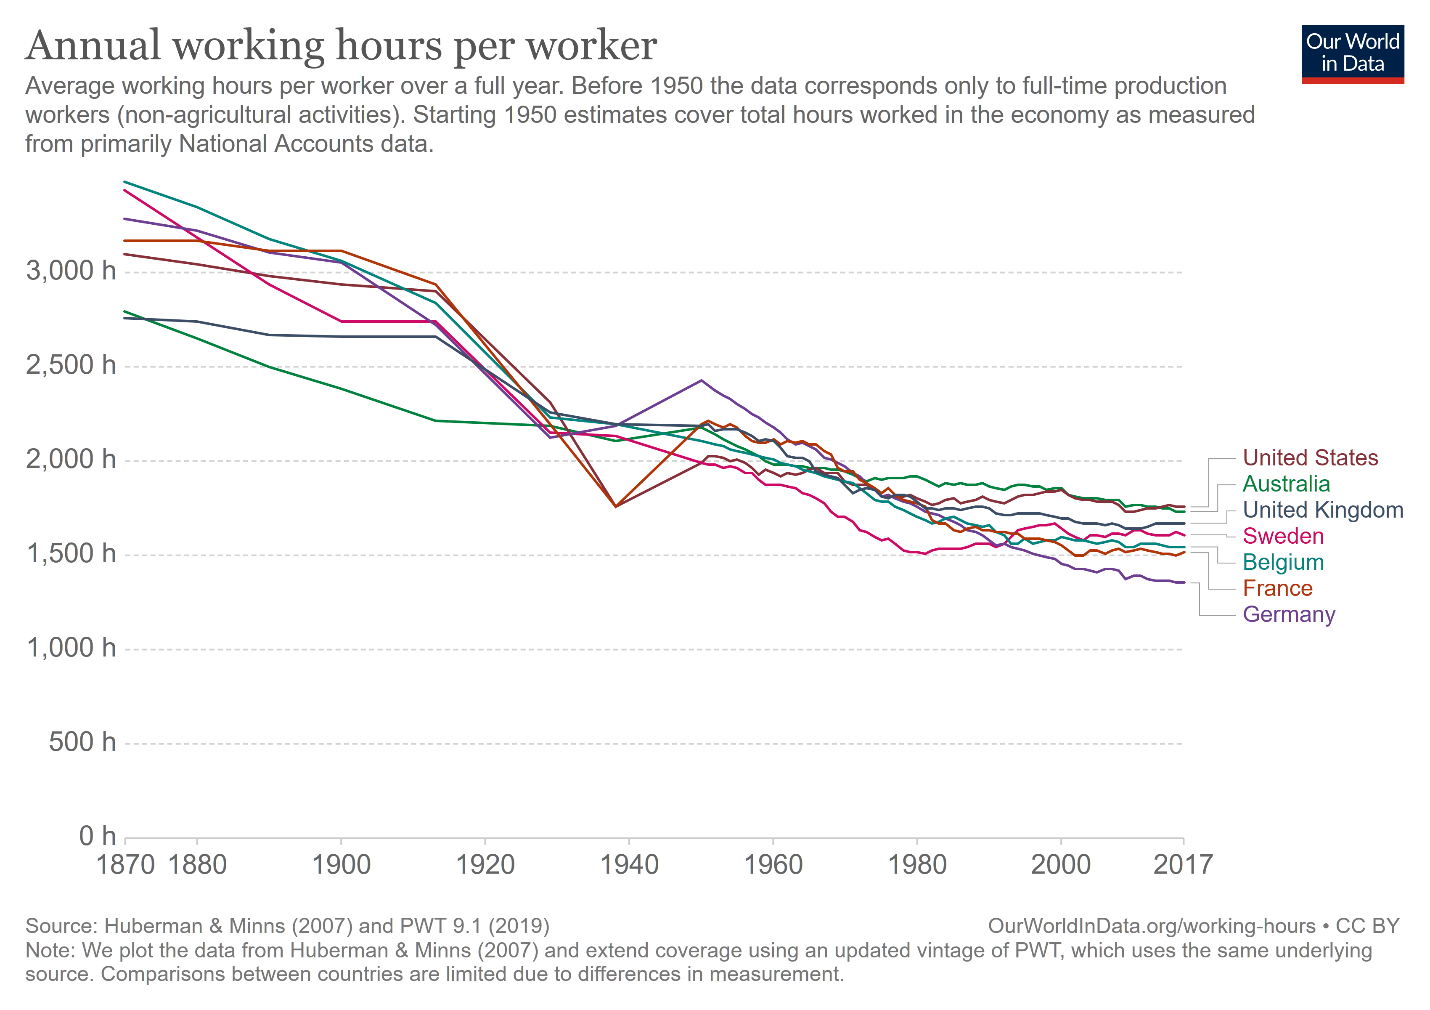 Annual working hours per worker
Our World
in Data
Average working hours per worker over a full year. Before 1950 the data corresponds only to full-time production
workers (non-agricultural activities). Starting 1950 estimates cover total hours worked in the economy as measured
from primarily National Accounts data.
3,000 h
2,500 h
2,000 h
1,500 h
1,000 h
500 h
0 h
United States
Australia
United Kingdom
Sweden
Belgium
France
Germany
1870 1880 1900 1920 1940 1960 1980 2000 2017
Source: Huberman & Minns (2007) and PWT 9.1 (2019)
OurWorldInData.org/working-hours • CC BY
Note: We plot the data from Huberman & Minns (2007) and extend coverage using an updated vintage of PWT, which uses the same underlying
source. Comparisons between countries are limited due to differences in measurement.